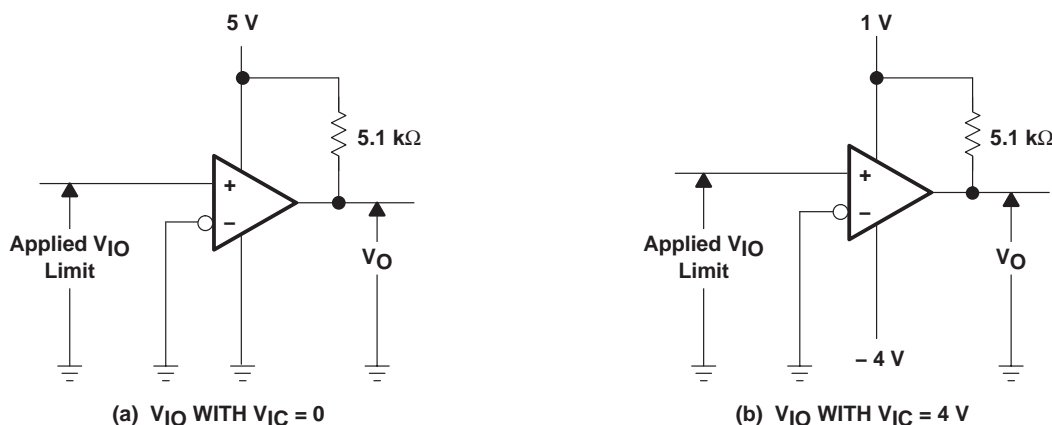 5 V
5.1 kΩ
+
−
Applied VIO
Limit
VO
(a) VIO WITH VIC = 0
1 V
5.1 kΩ
+
−
Applied VIO
Limit
VO
– 4 V
(b) VIO WITH VIC = 4 V